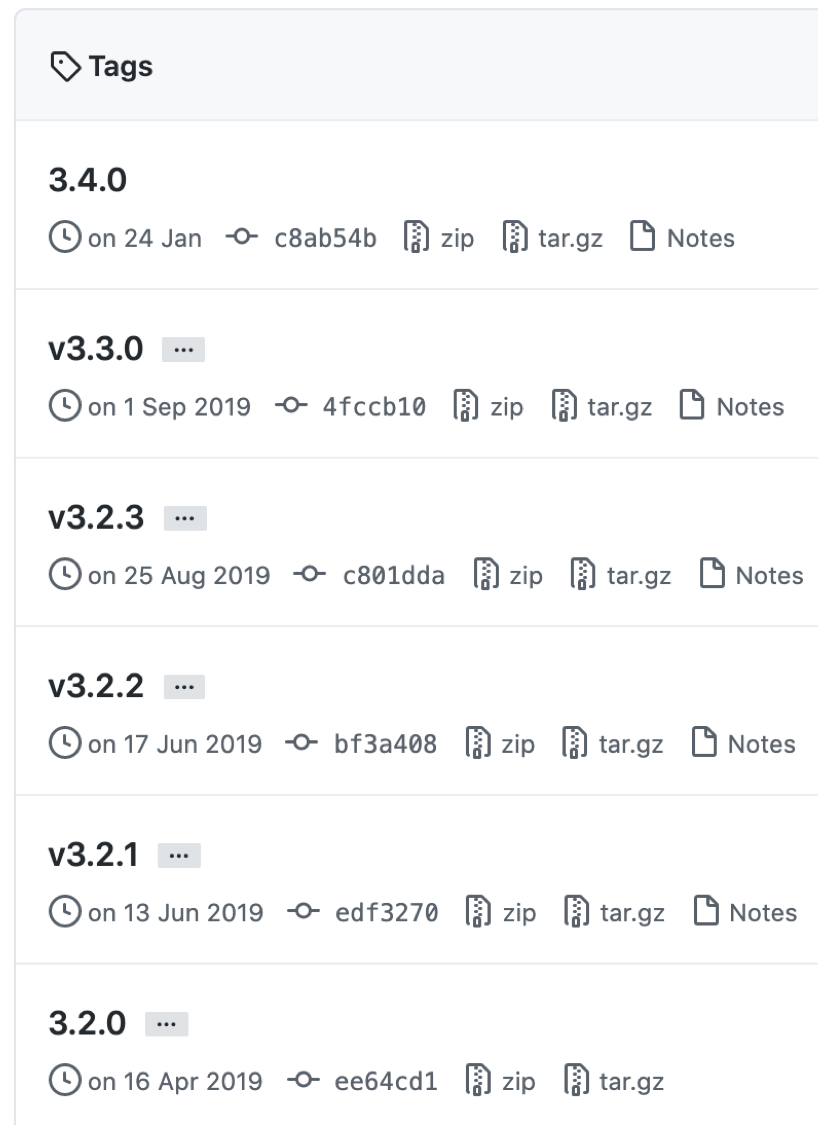 Tags
3.4.0
on 24 Jan c8ab54b zip tar.gz Notes
v3.3.0 ...
on 1 Sep 2019 4fccb10 zip tar.gz Notes
v3.2.3 ...
on 25 Aug 2019 c801dda zip tar.gz Notes
v3.2.2 ...
on 17 Jun 2019 bf3a408 zip tar.gz Notes
v3.2.1 ...
on 13 Jun 2019 edf3270 zip tar.gz Notes
3.2.0 ...
on 16 Apr 2019 ee64cd1 zip tar.gz